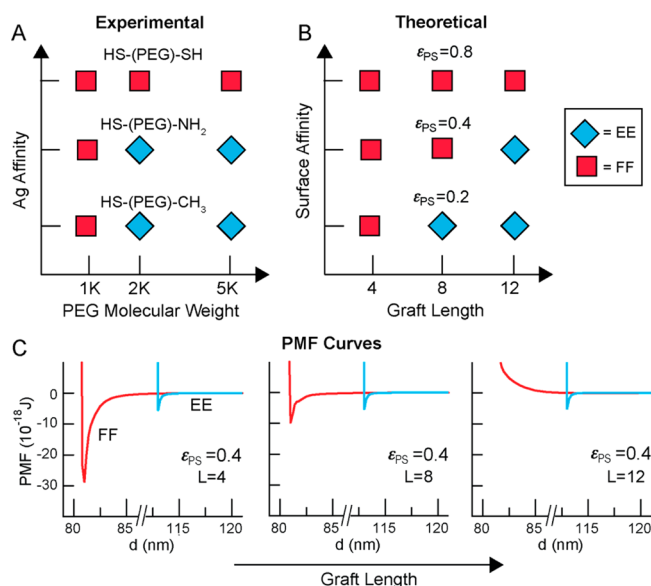 Experimental
Theoretical
A
HS-(PEG)-SH
HS-(PEG)-NH2
HS-(PEG)-CH3
Ag Affinity
1K 2K 5K
PEG Molecular Weight
B
εPS=0.8
εPS=0.4
εPS=0.2
Surface Affinity
4 8 12
Graft Length
= EE
= FF
C
PMF Curves
PMF (10-18J)
0
-10
-20
-30
FF
EE
εPS=0.4
L=4
80 85 115 120
d (nm)
εPS=0.4
L=8
80 85 115 120
d (nm)
εPS=0.4
L=12
80 85 115 120
d (nm)
Graft Length